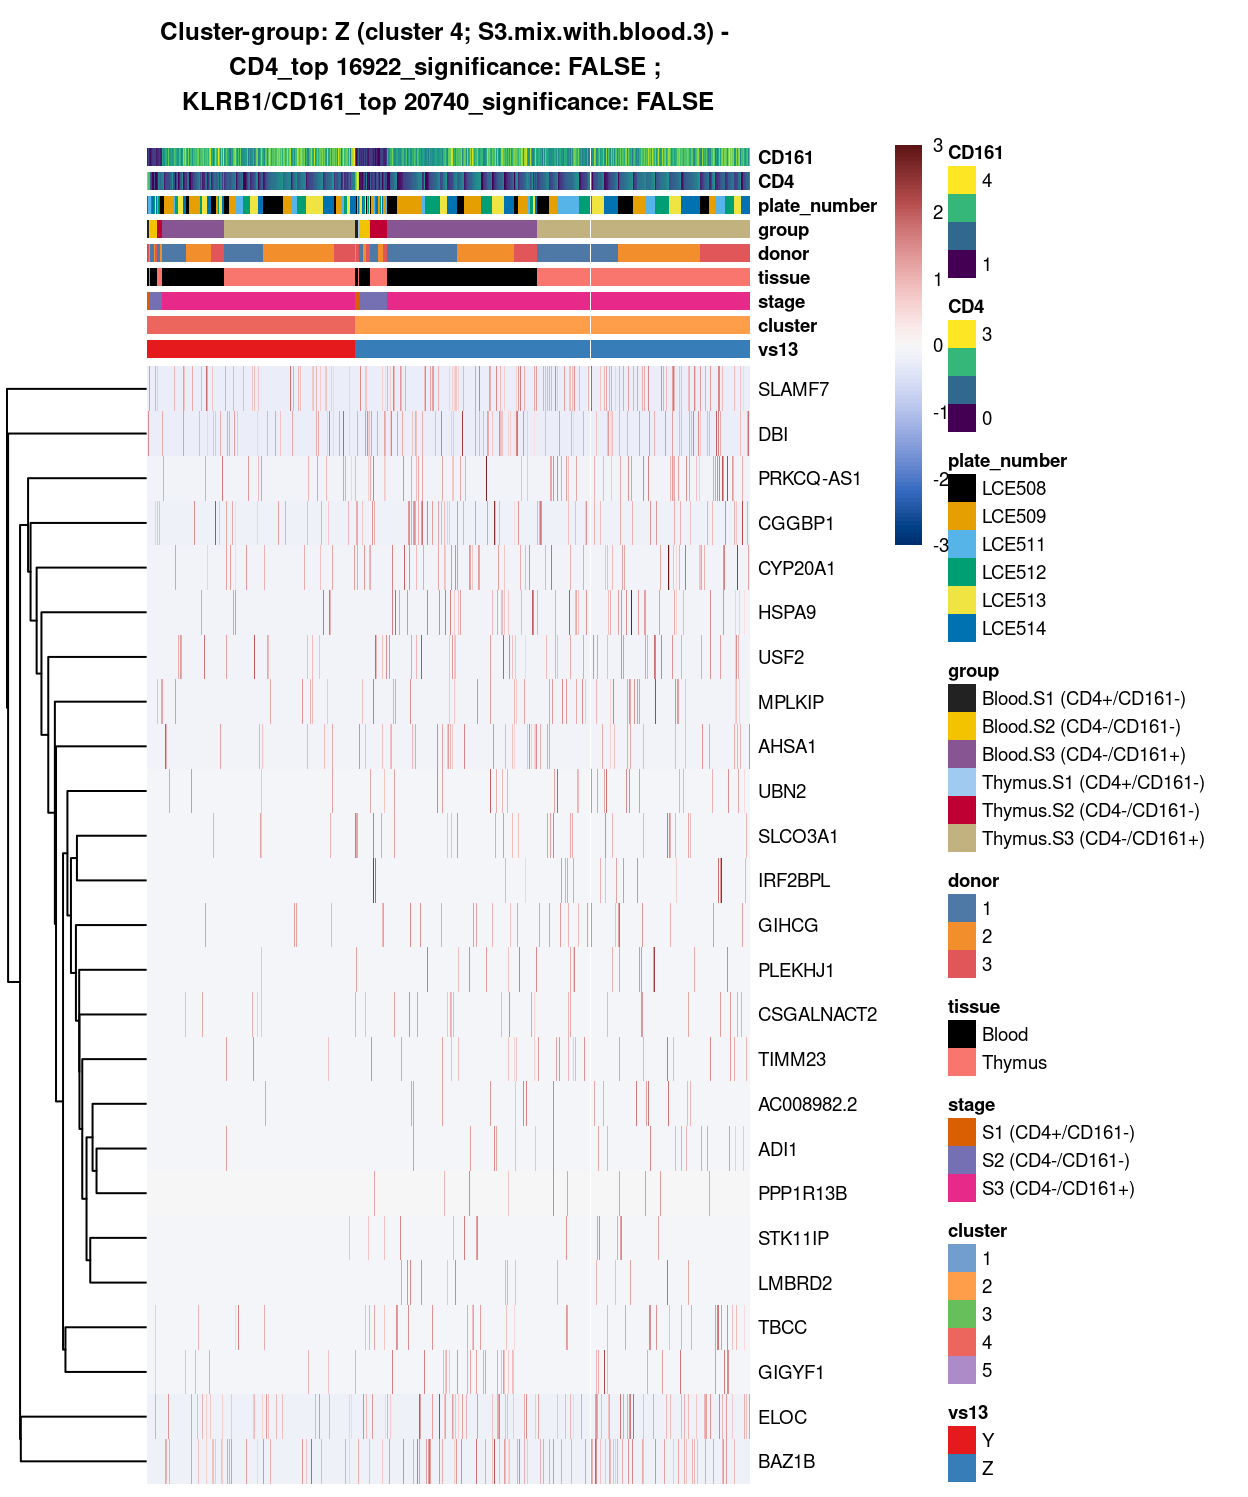 Cluster-group: Z (cluster 4; S3.mix.with.blood.3) -
CD4_top 16922_significance: FALSE ;
KLRB1/CD161_top 20740_significance: FALSE
CD161
CD4
plate_number
group
donor
tissue
stage
cluster
vs13
SLAMF7
DBI
PRKCQ-AS1
CGGBP1
CYP20A1
HSPA9
USF2
MPLKIP
AHSA1
UBN2
SLCO3A1
IRF2BPL
GIHCG
PLEKHJ1
CSGALNACT2
TIMM23
AC008982.2
ADI1
PPP1R13B
STK11IP
LMBRD2
TBCC
GIGYF1
ELOC
BAZ1B
3
2
1
0
-1
-2
-3
CD161
4
1
CD4
3
0
plate_number
LCE508
LCE509
LCE511
LCE512
LCE513
LCE514
group
Blood.S1 (CD4+/CD161-)
Blood.S2 (CD4-/CD161-)
Blood.S3 (CD4-/CD161+)
Thymus.S1 (CD4+/CD161-)
Thymus.S2 (CD4-/CD161-)
Thymus.S3 (CD4-/CD161+)
donor
1
2
3
tissue
Blood
Thymus
stage
S1 (CD4+/CD161-)
S2 (CD4-/CD161-)
S3 (CD4-/CD161+)
cluster
1
2
3
4
5
vs13
Y
Z